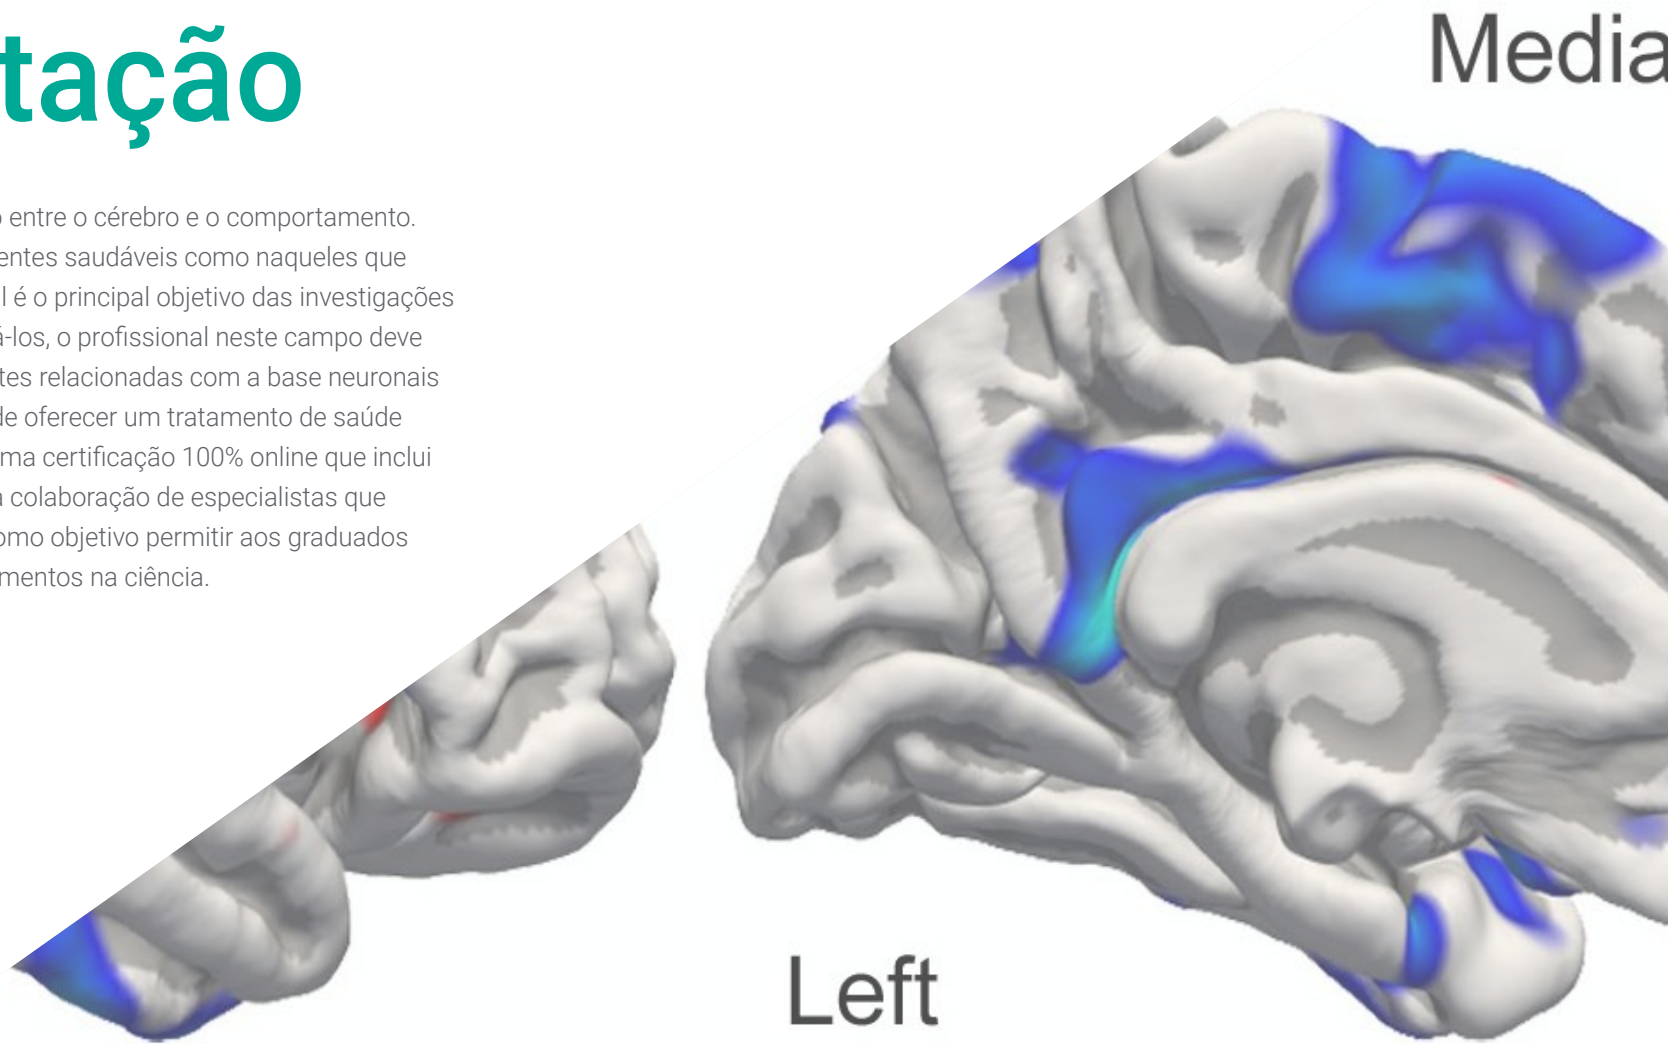 tação
entre o cérebro e o comportamento.
entes saudáveis como naqueles que
l é o principal objetivo das investigações
á-los, o profissional neste campo deve
tes relacionadas com a base neuronais
de oferecer um tratamento de saúde
ma certificação 100% online que inclui
a colaboração de especialistas que
omo objetivo permitir aos graduados
mentos na ciência.
Media
Left